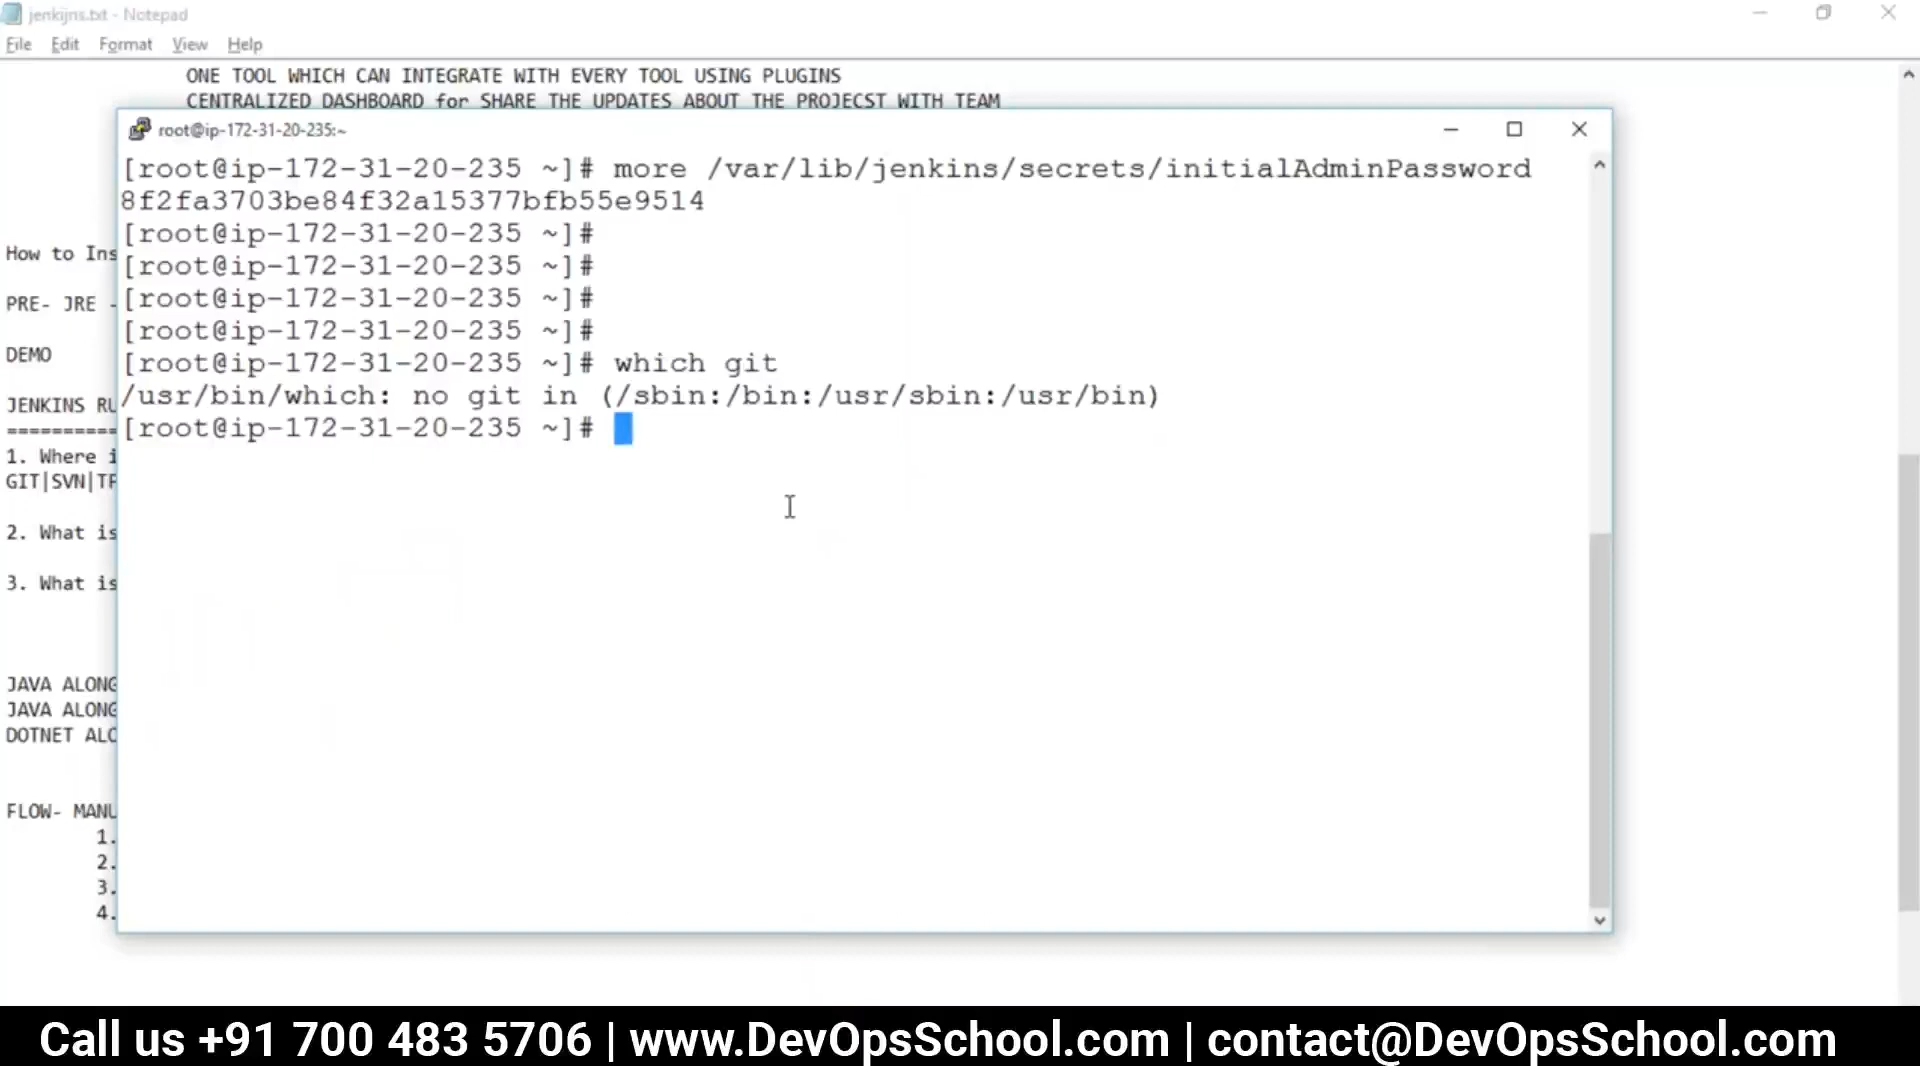 jenkijns.txt - Notepad
File Edit Format View Help
ONE TOOL WHICH CAN INTEGRATE WITH EVERY TOOL USING PLUGINS
CENTRALIZED DASHBOARD for SHARE THE UPDATES ABOUT THE PROJECST WITH TEAM
root@ip-172-31-20-235:~
[root@ip-172-31-20-235 ~]# more /var/lib/jenkins/secrets/initialAdminPassword
8f2fa3703be84f32a15377bfb55e9514
[root@ip-172-31-20-235 ~]#
[root@ip-172-31-20-235 ~]#
[root@ip-172-31-20-235 ~]#
[root@ip-172-31-20-235 ~]#
[root@ip-172-31-20-235 ~]# which git
/usr/bin/which: no git in (/sbin:/bin:/usr/sbin:/usr/bin)
[root@ip-172-31-20-235 ~]#
How to Ins
PRE- JRE -
DEMO
JENKINS RU
==========
1. Where i
GIT|SVN|TF
2. What is
3. What is
JAVA ALONG
JAVA ALONG
DOTNET ALO
FLOW- MANU
1.
2.
3.
4.
Call us +91 700 483 5706 | www.DevOpsSchool.com | contact@DevOpsSchool.com